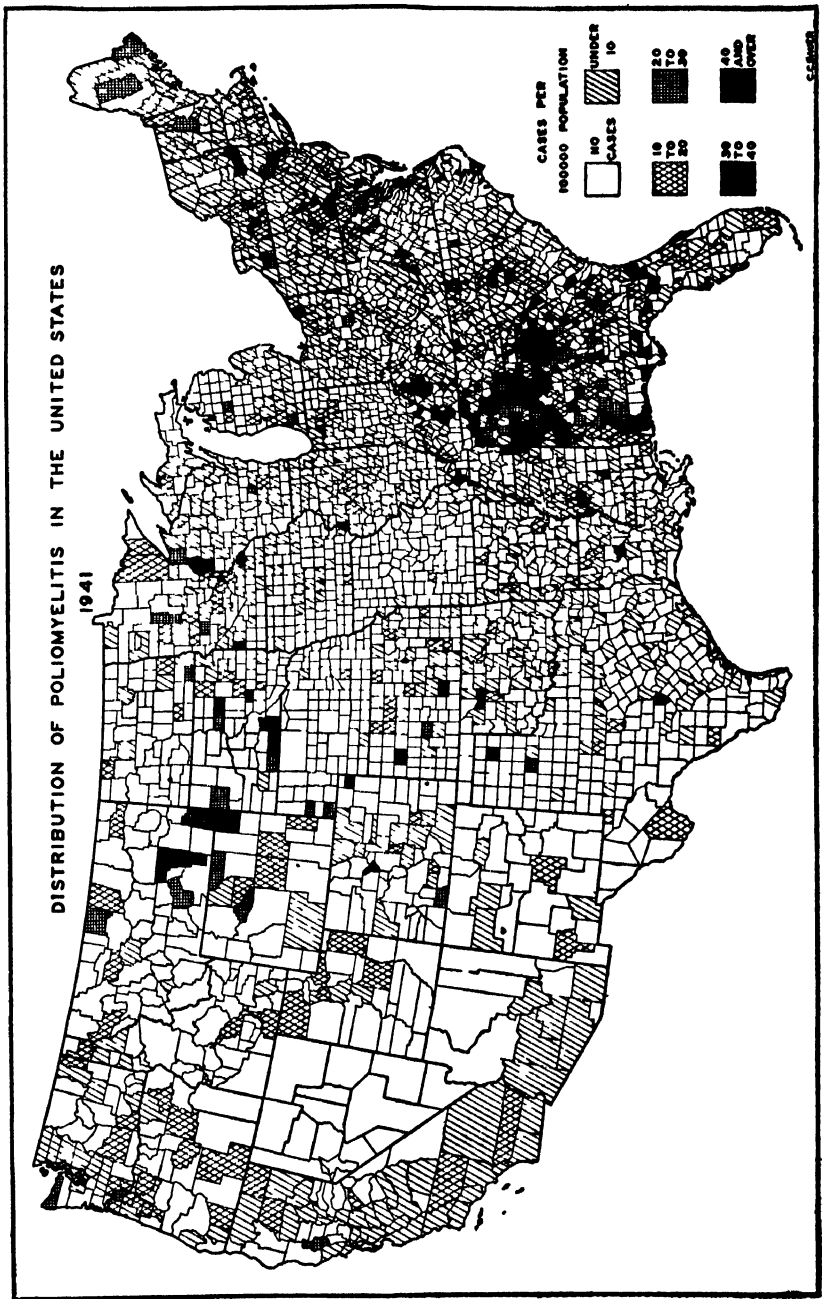 DISTRIBUTION OF POLIOMYELITIS IN THE UNITED STATES
1941
CASES PER
100000 POPULATION
NO
CASES
UNDER
10
10
TO
20
20
TO
30
30
TO
40
40
AND
OVER